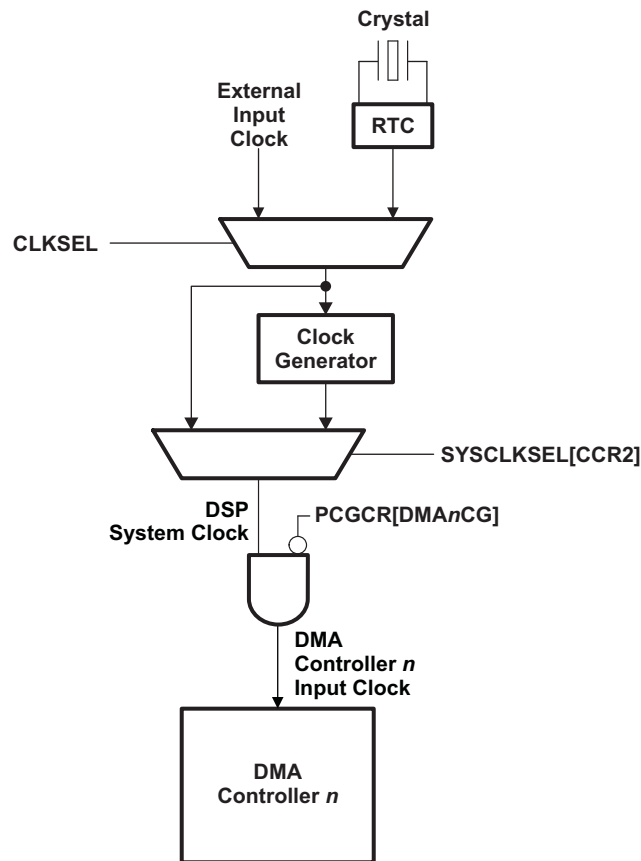 Crystal
External
Input
Clock
RTC
CLKSEL
Clock
Generator
SYSCLKSEL[CCR2]
DSP
System Clock
PCGCR[DMAnCG]
DMA
Controller n
Input Clock
DMA
Controller n